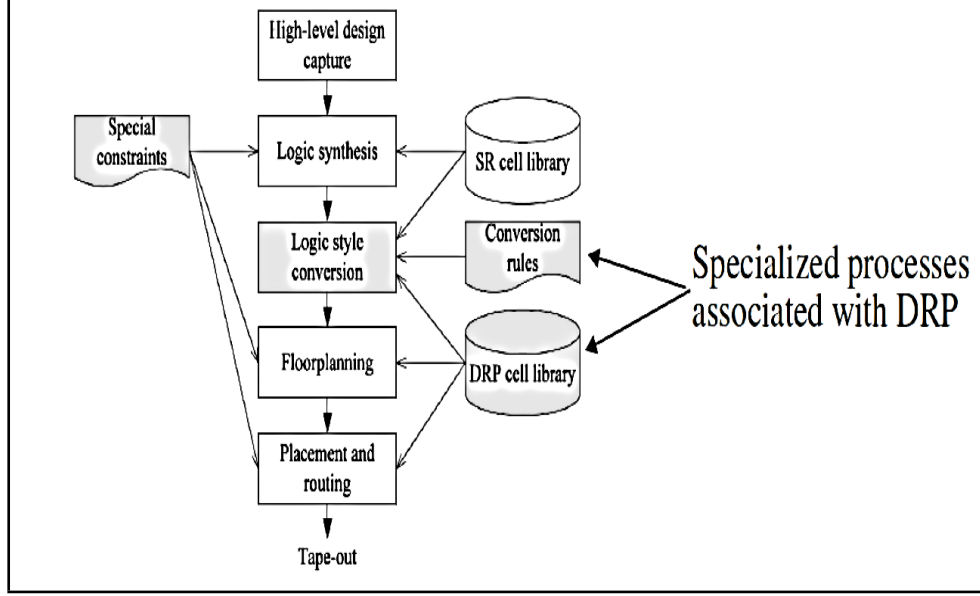 High-level design
capture
Special
constraints
Logic synthesis
SR cell library
Logic style
conversion
Conversion
rules
Specialized processes
associated with DRP
Floorplanning
DRP cell library
Placement and
routing
Tape-out